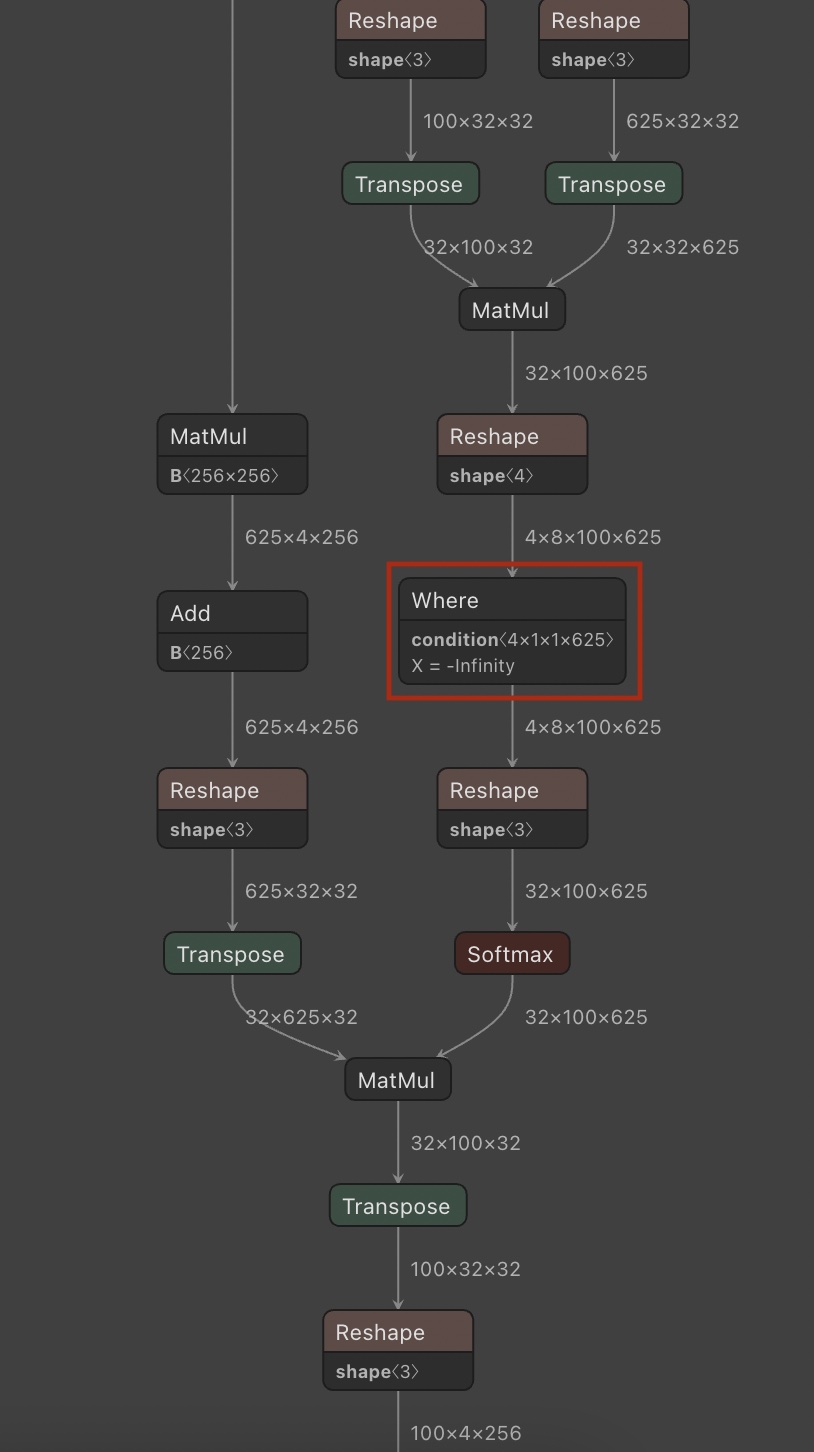 Reshape
shape〈3〉
Reshape
shape〈3〉
100×32×32
625×32×32
Transpose
Transpose
32×100×32
32×32×625
MatMul
32×100×625
MatMul
B〈256×256〉
Reshape
shape〈4〉
625×4×256
4×8×100×625
Add
B〈256〉
Where
condition〈4×1×1×625〉
X = -Infinity
625×4×256
4×8×100×625
Reshape
shape〈3〉
Reshape
shape〈3〉
625×32×32
32×100×625
Transpose
Softmax
32×625×32
32×100×625
MatMul
32×100×32
Transpose
100×32×32
Reshape
shape〈3〉
100×4×256